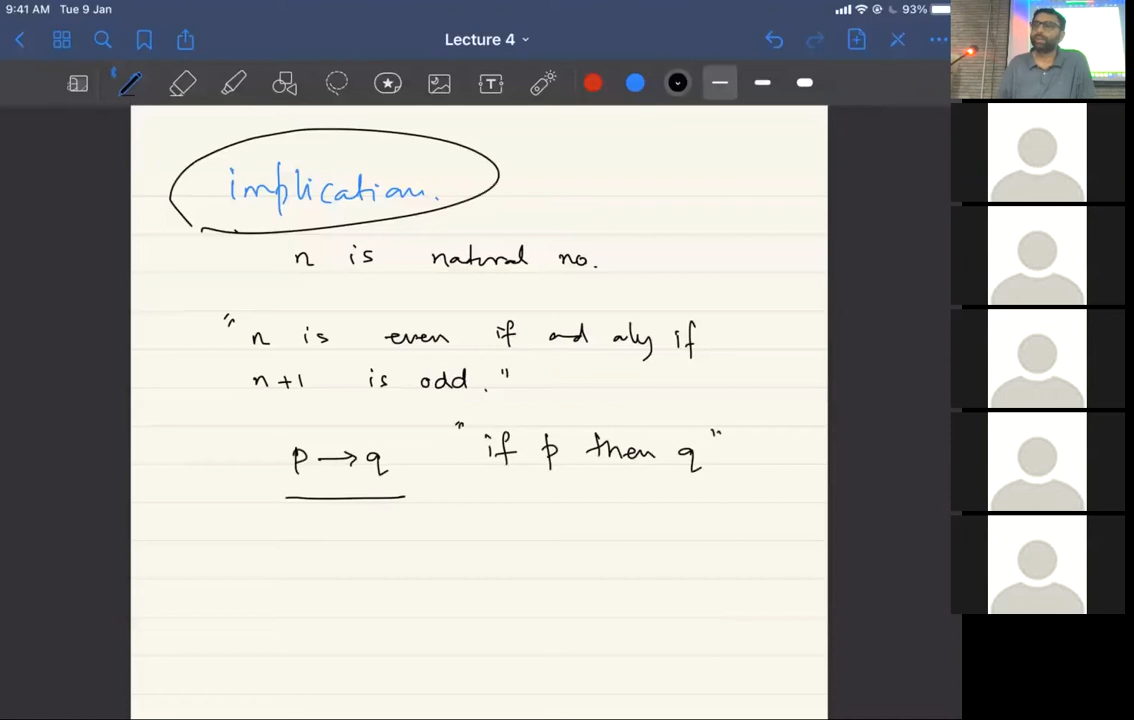 9:41 AM Tue 9 Jan
93%
Lecture 4
implication.
n is natural no.
"n is even if and only if
n+1 is odd."
p → q "if p then q"